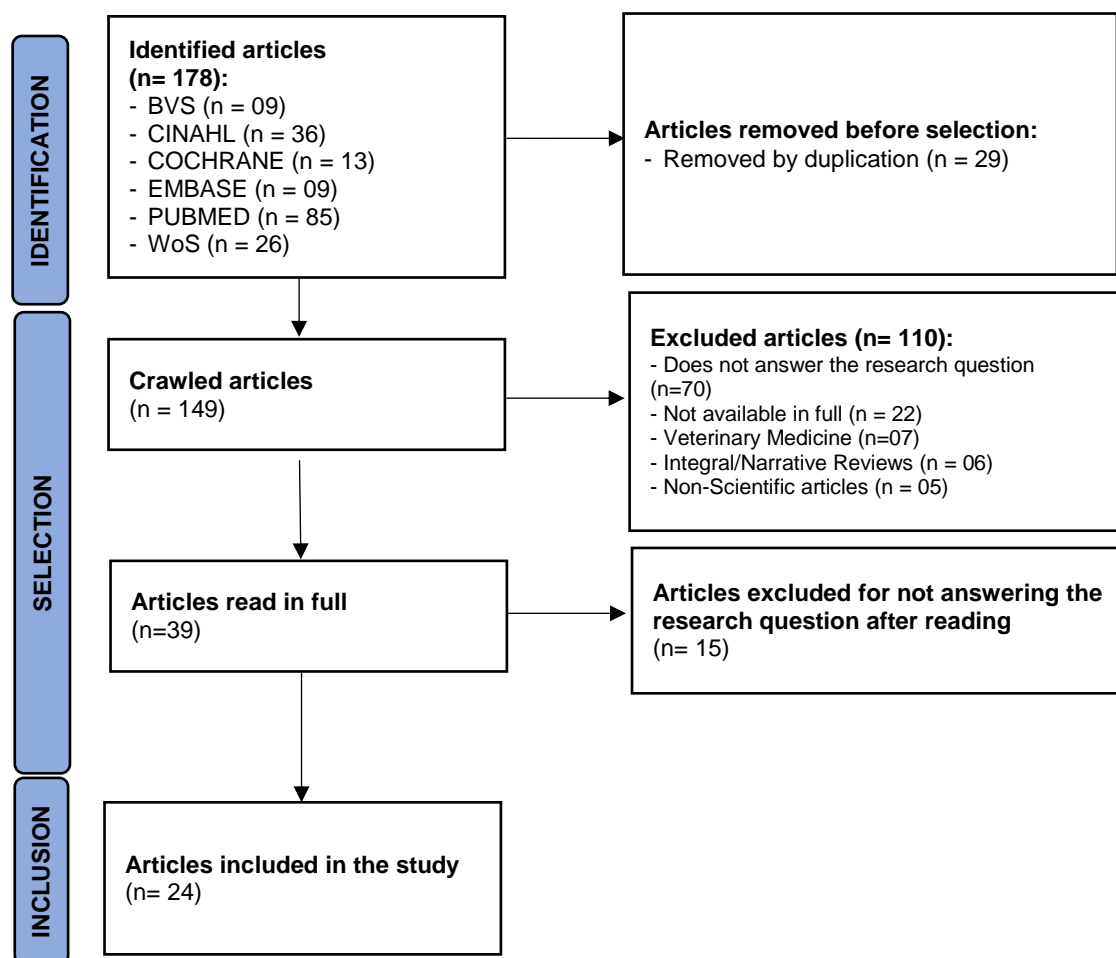 IDENTIFICATION
Identified articles
(n= 178):
- BVS (n = 09)
- CINAHL (n = 36)
- COCHRANE (n = 13)
- EMBASE (n = 09)
- PUBMED (n = 85)
- WoS (n = 26)
Articles removed before selection:
- Removed by duplication (n = 29)
SELECTION
Crawled articles
(n = 149)
Excluded articles (n= 110):
- Does not answer the research question
(n=70)
- Not available in full (n = 22)
- Veterinary Medicine (n=07)
- Integral/Narrative Reviews (n = 06)
- Non-Scientific articles (n = 05)
Articles read in full
(n=39)
Articles excluded for not answering the
research question after reading
(n= 15)
INCLUSION
Articles included in the study
(n= 24)